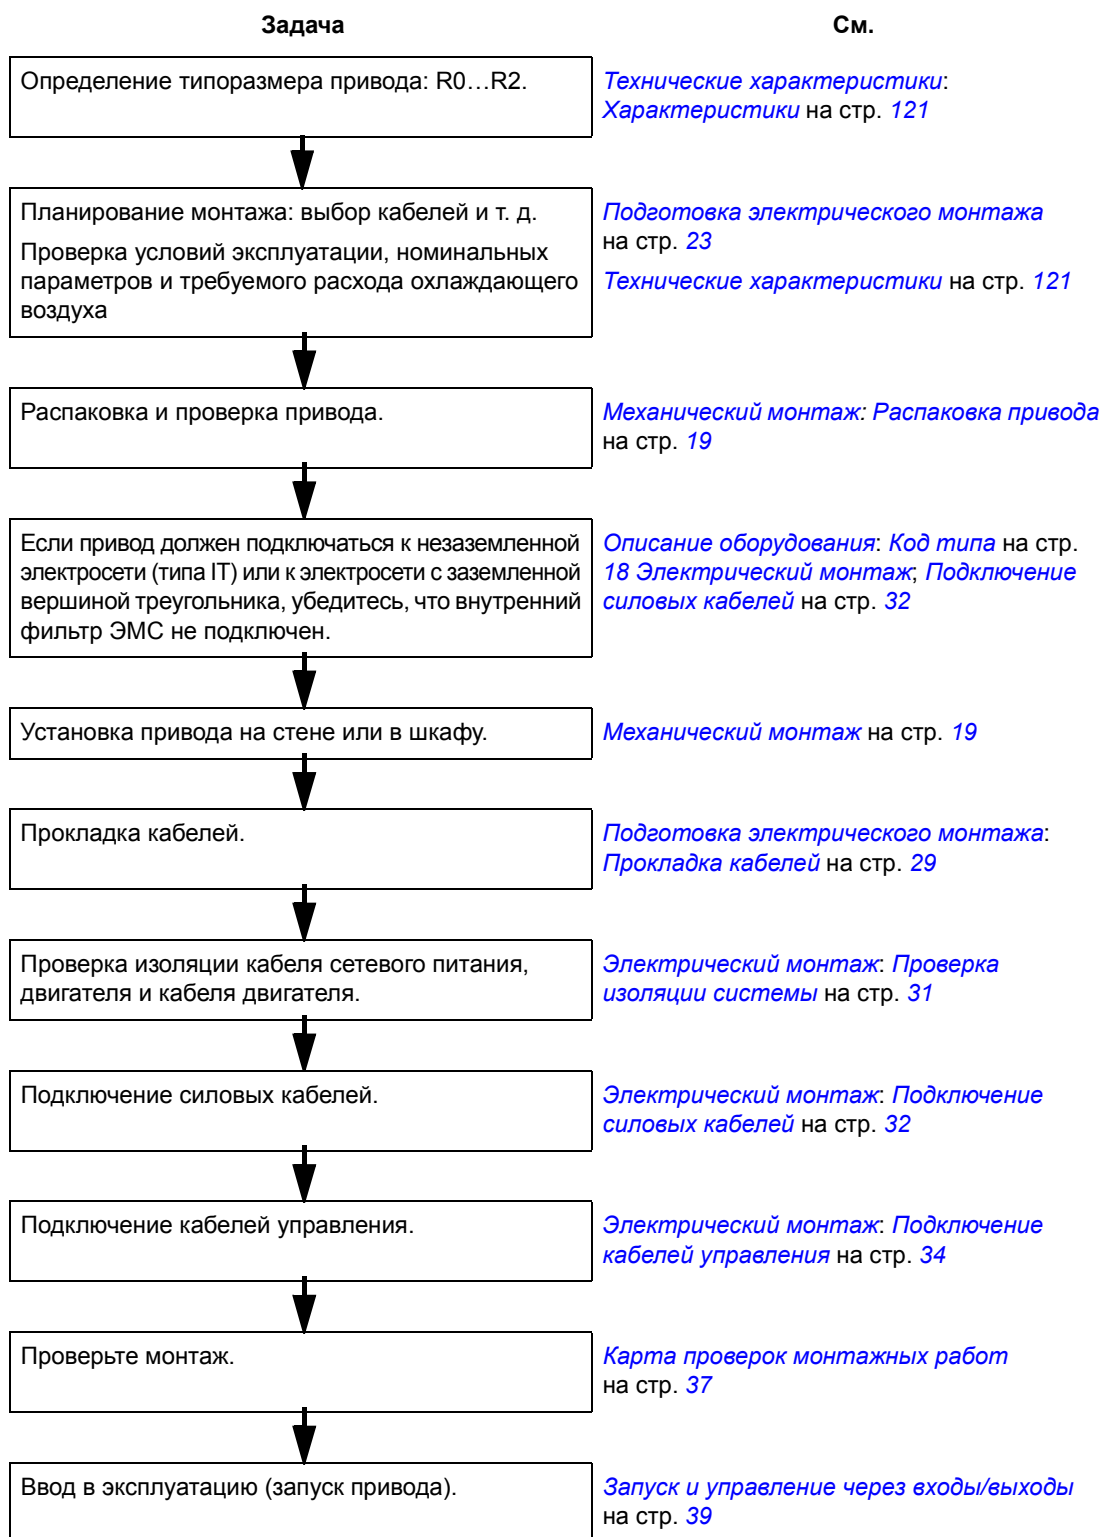 Задача См.
Определение типоразмера привода: R0…R2.
Технические характеристики:
Характеристики на стр. 121
Планирование монтажа: выбор кабелей и т. д.
Проверка условий эксплуатации, номинальных
параметров и требуемого расхода охлаждающего
воздуха
Подготовка электрического монтажа
на стр. 23
Технические характеристики на стр. 121
Распаковка и проверка привода.
Механический монтаж: Распаковка привода
на стр. 19
Если привод должен подключаться к незаземленной
электросети (типа IT) или к электросети с заземленной
вершиной треугольника, убедитесь, что внутренний
фильтр ЭМС не подключен.
Описание оборудования: Код типа на стр.
18 Электрический монтаж; Подключение
силовых кабелей на стр. 32
Установка привода на стене или в шкафу.
Механический монтаж на стр. 19
Прокладка кабелей.
Подготовка электрического монтажа:
Прокладка кабелей на стр. 29
Проверка изоляции кабеля сетевого питания,
двигателя и кабеля двигателя.
Электрический монтаж: Проверка
изоляции системы на стр. 31
Подключение силовых кабелей.
Электрический монтаж: Подключение
силовых кабелей на стр. 32
Подключение кабелей управления.
Электрический монтаж: Подключение
кабелей управления на стр. 34
Проверьте монтаж.
Карта проверок монтажных работ
на стр. 37
Ввод в эксплуатацию (запуск привода).
Запуск и управление через входы/выходы
на стр. 39